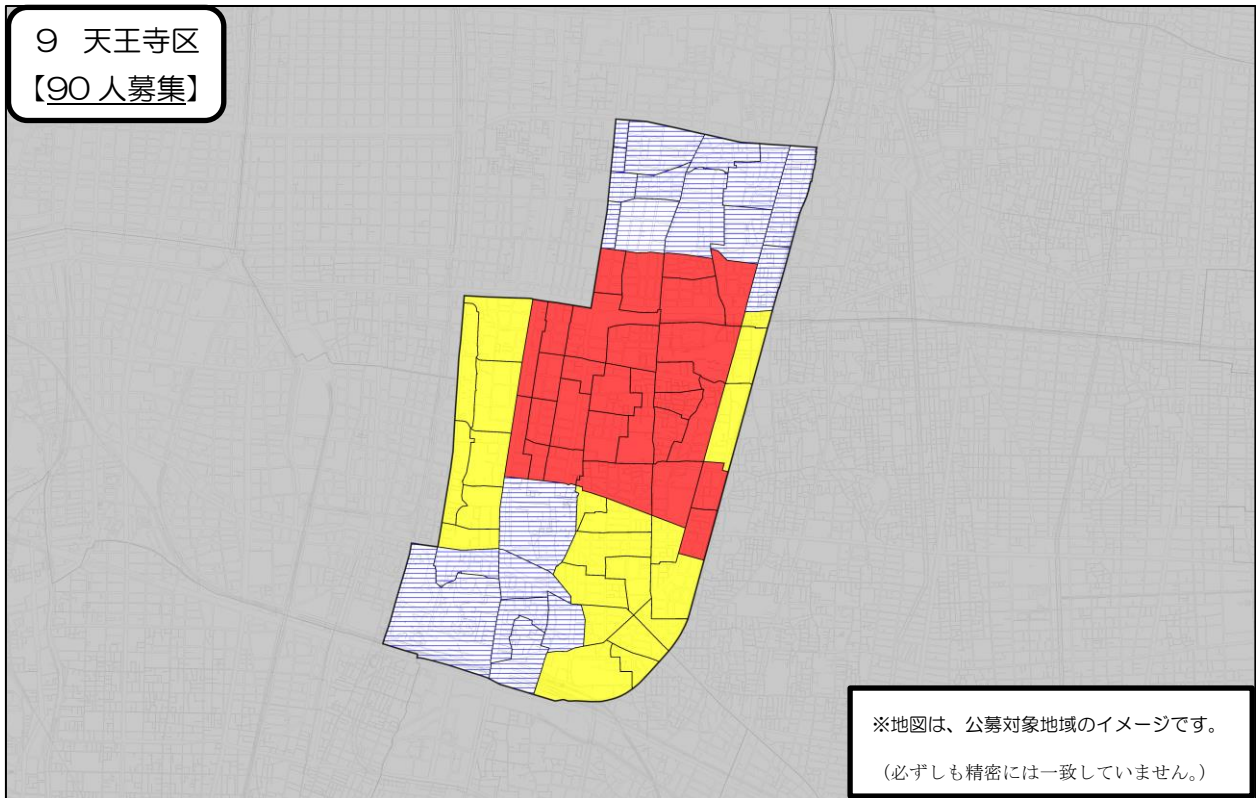 ９　天王寺区
【90 人募集】
※地図は、公募対象地域のイメージです。
（必ずしも精密には一致していません。）